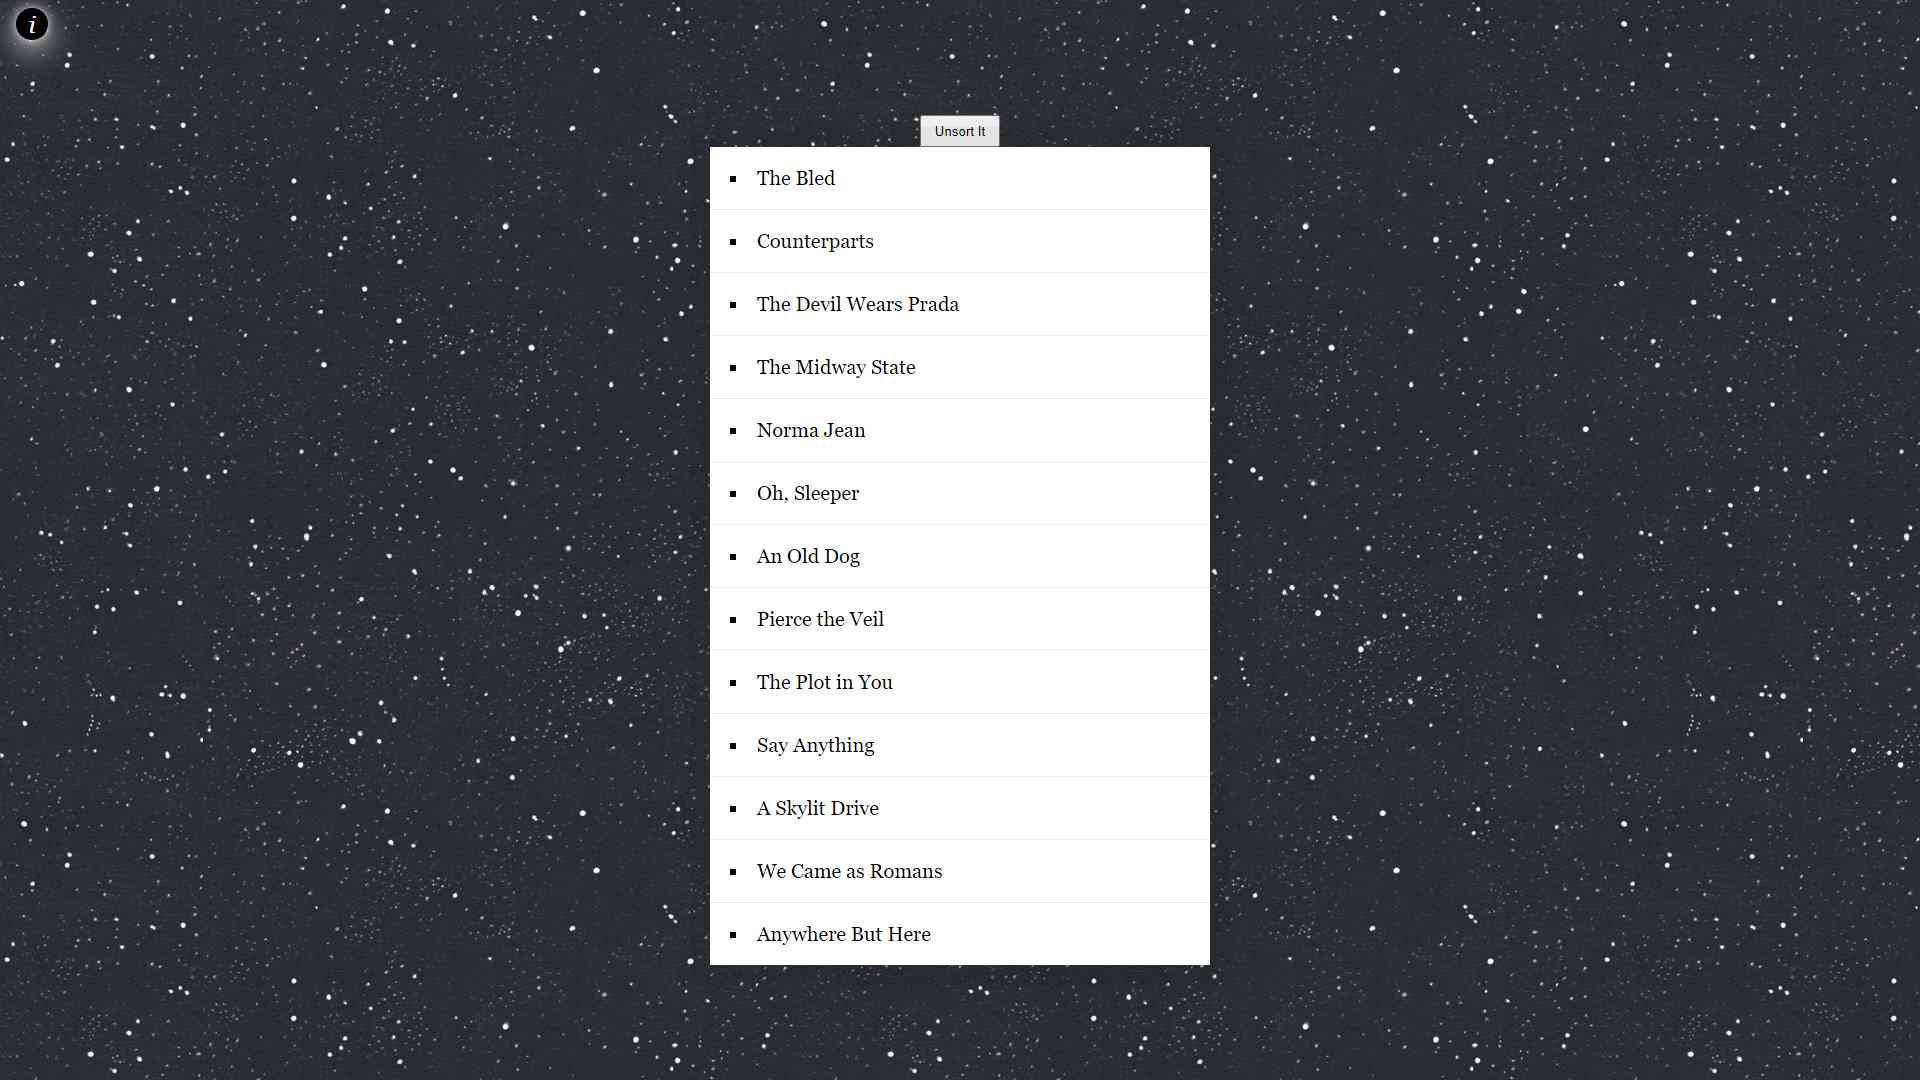 i
Unsort It
The Bled
Counterparts
The Devil Wears Prada
The Midway State
Norma Jean
Oh, Sleeper
An Old Dog
Pierce the Veil
The Plot in You
Say Anything
A Skylit Drive
We Came as Romans
Anywhere But Here